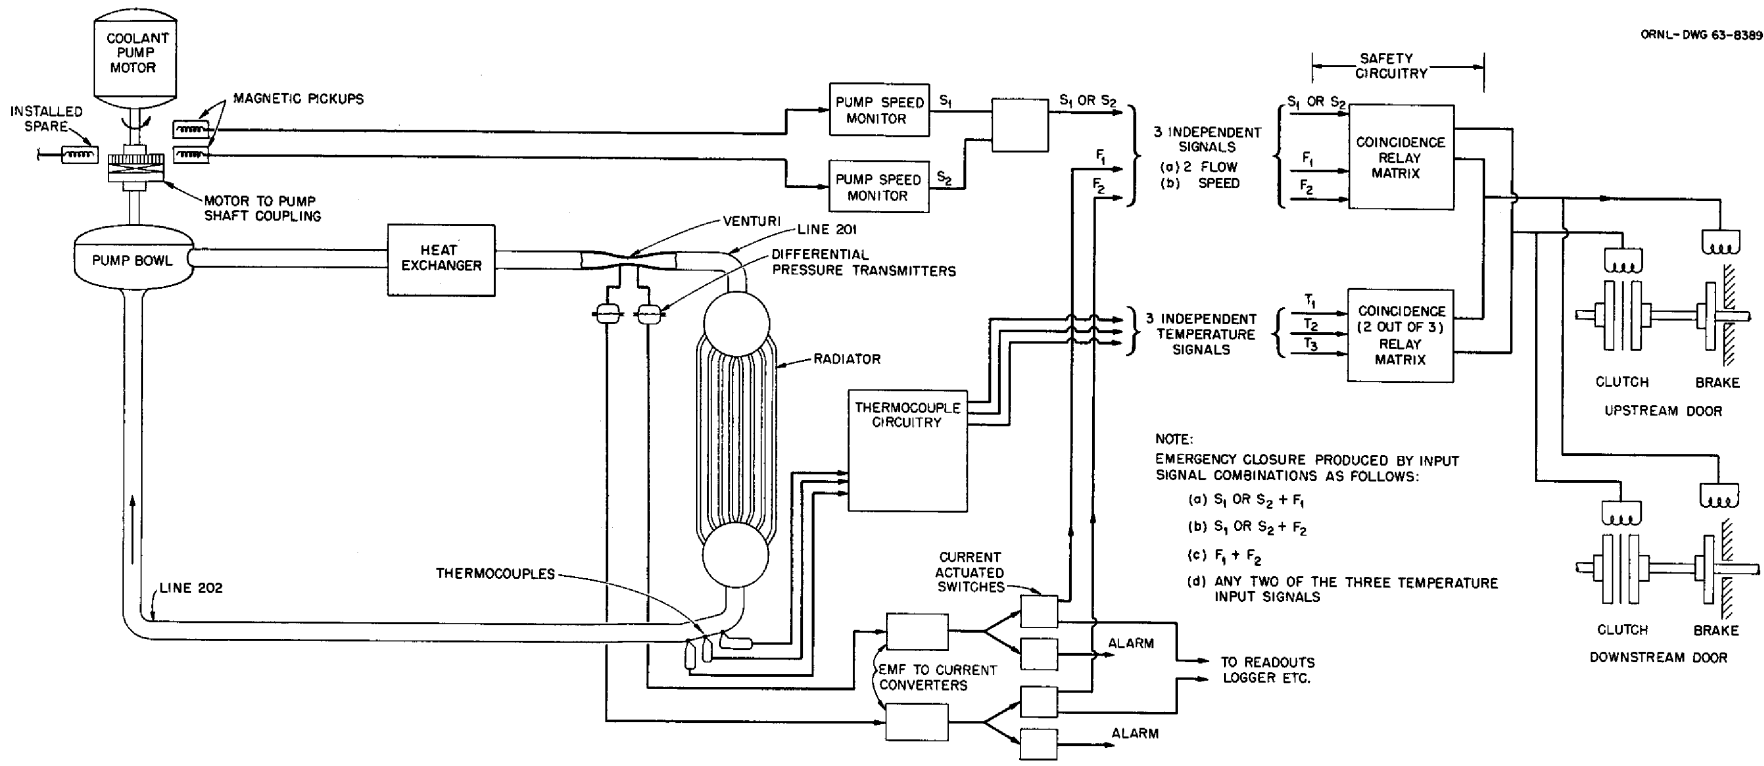 ORNL-DWG 63-8389
COOLANT
PUMP
MOTOR
INSTALLED
SPARE
MAGNETIC PICKUPS
MOTOR TO PUMP
SHAFT COUPLING
PUMP BOWL
HEAT
EXCHANGER
VENTURI
LINE 201
DIFFERENTIAL
PRESSURE TRANSMITTERS
RADIATOR
THERMOCOUPLES
LINE 202
PUMP SPEED
MONITOR
S1
PUMP SPEED
MONITOR
S2
S1 OR S2
F1
F2
3 INDEPENDENT
SIGNALS
(a) 2 FLOW
(b) SPEED
SAFETY
CIRCUITRY
S1 OR S2
F1
F2
COINCIDENCE
RELAY
MATRIX
3 INDEPENDENT
TEMPERATURE
SIGNALS
T1
T2
T3
COINCIDENCE
(2 OUT OF 3)
RELAY
MATRIX
THERMOCOUPLE
CIRCUITRY
CURRENT
ACTUATED
SWITCHES
EMF TO CURRENT
CONVERTERS
ALARM
ALARM
TO READOUTS
LOGGER ETC.
NOTE:
EMERGENCY CLOSURE PRODUCED BY INPUT
SIGNAL COMBINATIONS AS FOLLOWS:
(a) S1 OR S2 + F1
(b) S1 OR S2 + F2
(c) F1 + F2
(d) ANY TWO OF THE THREE TEMPERATURE
INPUT SIGNALS
CLUTCH
BRAKE
UPSTREAM DOOR
CLUTCH
BRAKE
DOWNSTREAM DOOR